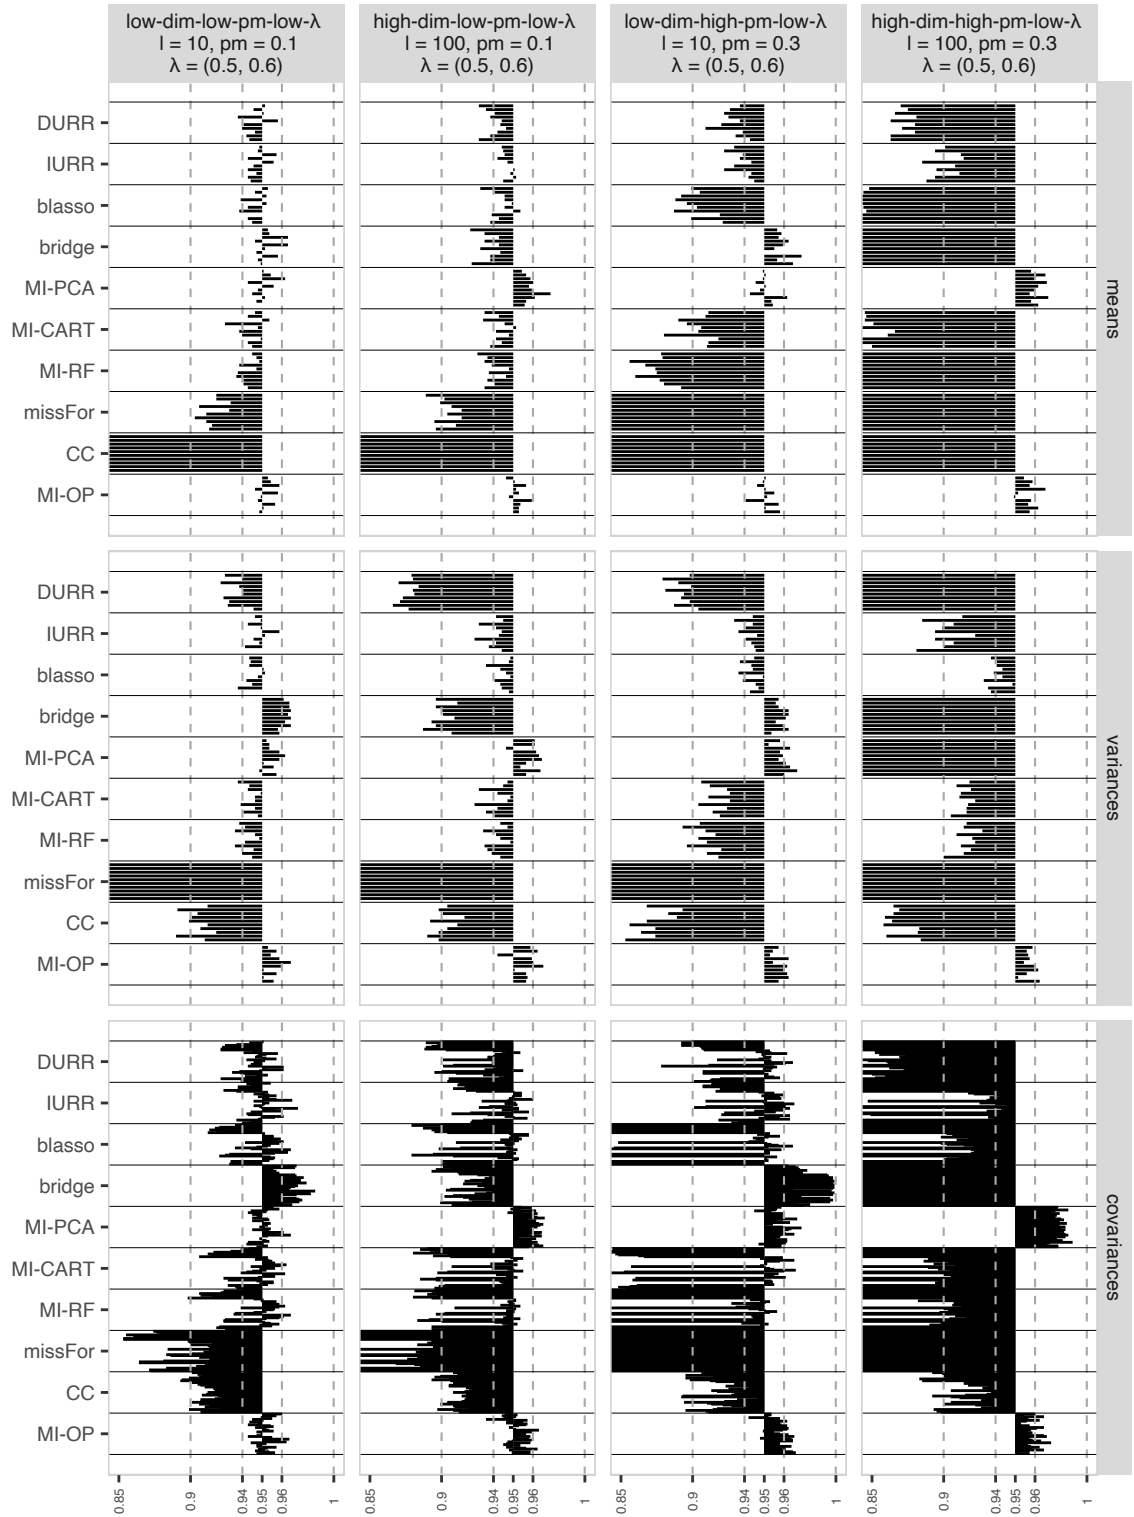 low-dim-low-pm-low-λ
l = 10, pm = 0.1
λ = (0.5, 0.6)
high-dim-low-pm-low-λ
l = 100, pm = 0.1
λ = (0.5, 0.6)
low-dim-high-pm-low-λ
l = 10, pm = 0.3
λ = (0.5, 0.6)
high-dim-high-pm-low-λ
l = 100, pm = 0.3
λ = (0.5, 0.6)
DURR
IURR
blasso
bridge
MI-PCA
MI-CART
MI-RF
missFor
CC
MI-OP
means
DURR
IURR
blasso
bridge
MI-PCA
MI-CART
MI-RF
missFor
CC
MI-OP
variances
DURR
IURR
blasso
bridge
MI-PCA
MI-CART
MI-RF
missFor
CC
MI-OP
covariances
0.85
0.9
0.94
0.95
0.96
1
0.85
0.9
0.94
0.95
0.96
1
0.85
0.9
0.94
0.95
0.96
1
0.85
0.9
0.94
0.95
0.96
1